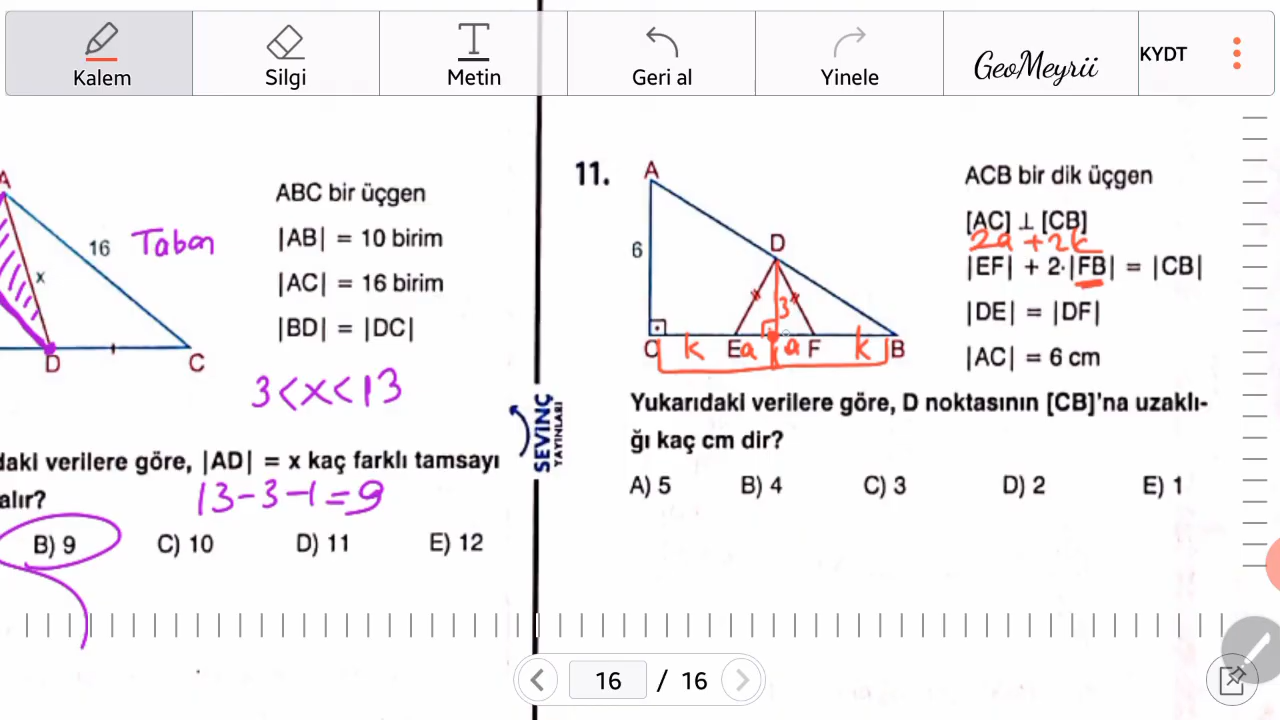 Kalem
Silgi
Metin
Geri al
Yinele
GeoMeyrii
KYDT
A
16
Taban
x
D
C
ABC bir üçgen
|AB| = 10 birim
|AC| = 16 birim
|BD| = |DC|
3<x<13
daki verilere göre, |AD| = x kaç farklı tamsayı
alır?
13-3-1=9
B) 9
C) 10
D) 11
E) 12
SEVİNÇ
YAYINLARI
11.
A
6
D
3
C k E a a F k B
ACB bir dik üçgen
[AC] ⊥ [CB]
2a + 2k
|EF| + 2·|FB| = |CB|
|DE| = |DF|
|AC| = 6 cm
Yukarıdaki verilere göre, D noktasının [CB]'na uzaklı-
ğı kaç cm dir?
A) 5
B) 4
C) 3
D) 2
E) 1
16 / 16